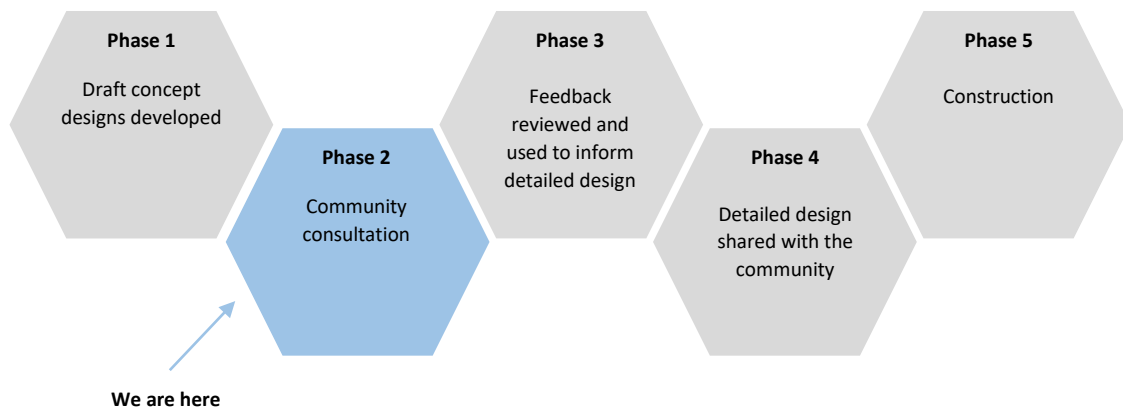 Phase 1
Draft concept
designs developed
Phase 2
Community
consultation
Phase 3
Feedback
reviewed and
used to inform
detailed design
Phase 4
Detailed design
shared with the
community
Phase 5
Construction
We are here